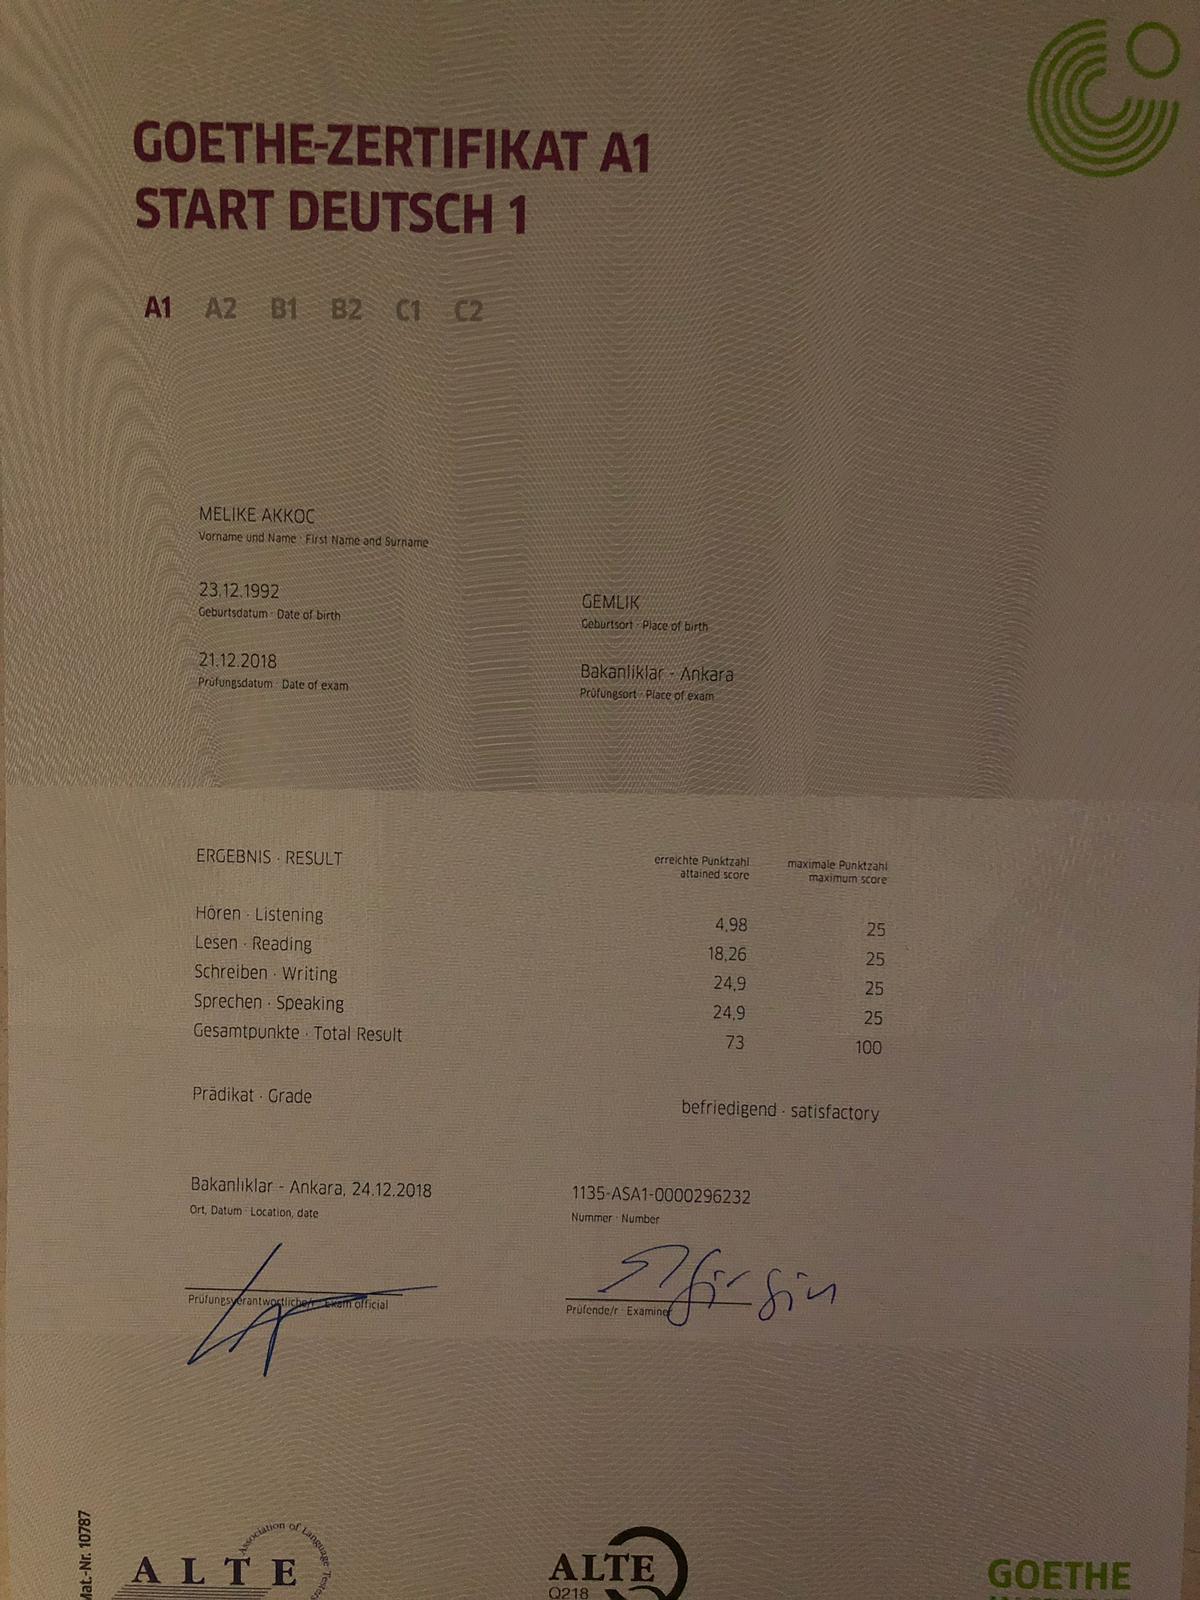 GOETHE-ZERTIFIKAT A1
START DEUTSCH 1
A1 A2 B1 B2 C1 C2
MELIKE AKKOC
Vorname und Name · First Name and Surname
23.12.1992
Geburtsdatum · Date of birth
GEMLIK
Geburtsort · Place of birth
21.12.2018
Prüfungsdatum · Date of exam
Bakanliklar - Ankara
Prüfungsort · Place of exam
ERGEBNIS · RESULT
erreichte Punktzahl maximale Punktzahl
attained score maximum score
Hören · Listening 4,98 25
Lesen · Reading 18,26 25
Schreiben · Writing 24,9 25
Sprechen · Speaking 24,9 25
Gesamtpunkte · Total Result 73 100
Prädikat · Grade befriedigend · satisfactory
Bakanliklar - Ankara, 24.12.2018
Ort, Datum · Location, date
1135-ASA1-0000296232
Nummer · Number
Prüfungsverantwortliche/r · Exam official
Prüfende/r · Examiner
Mat.-Nr. 10787
ALTE
Association of Language Testers
ALTE
Q218
GOETHE